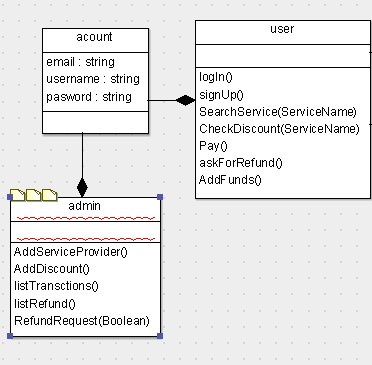 acount
email : string
username : string
pasword : string
user
logIn()
signUp()
SearchService(ServiceName)
CheckDiscount(ServiceName)
Pay()
askForRefund()
AddFunds()
admin
AddServiceProvider()
AddDiscount()
listTransctions()
listRefund()
RefundRequest(Boolean)